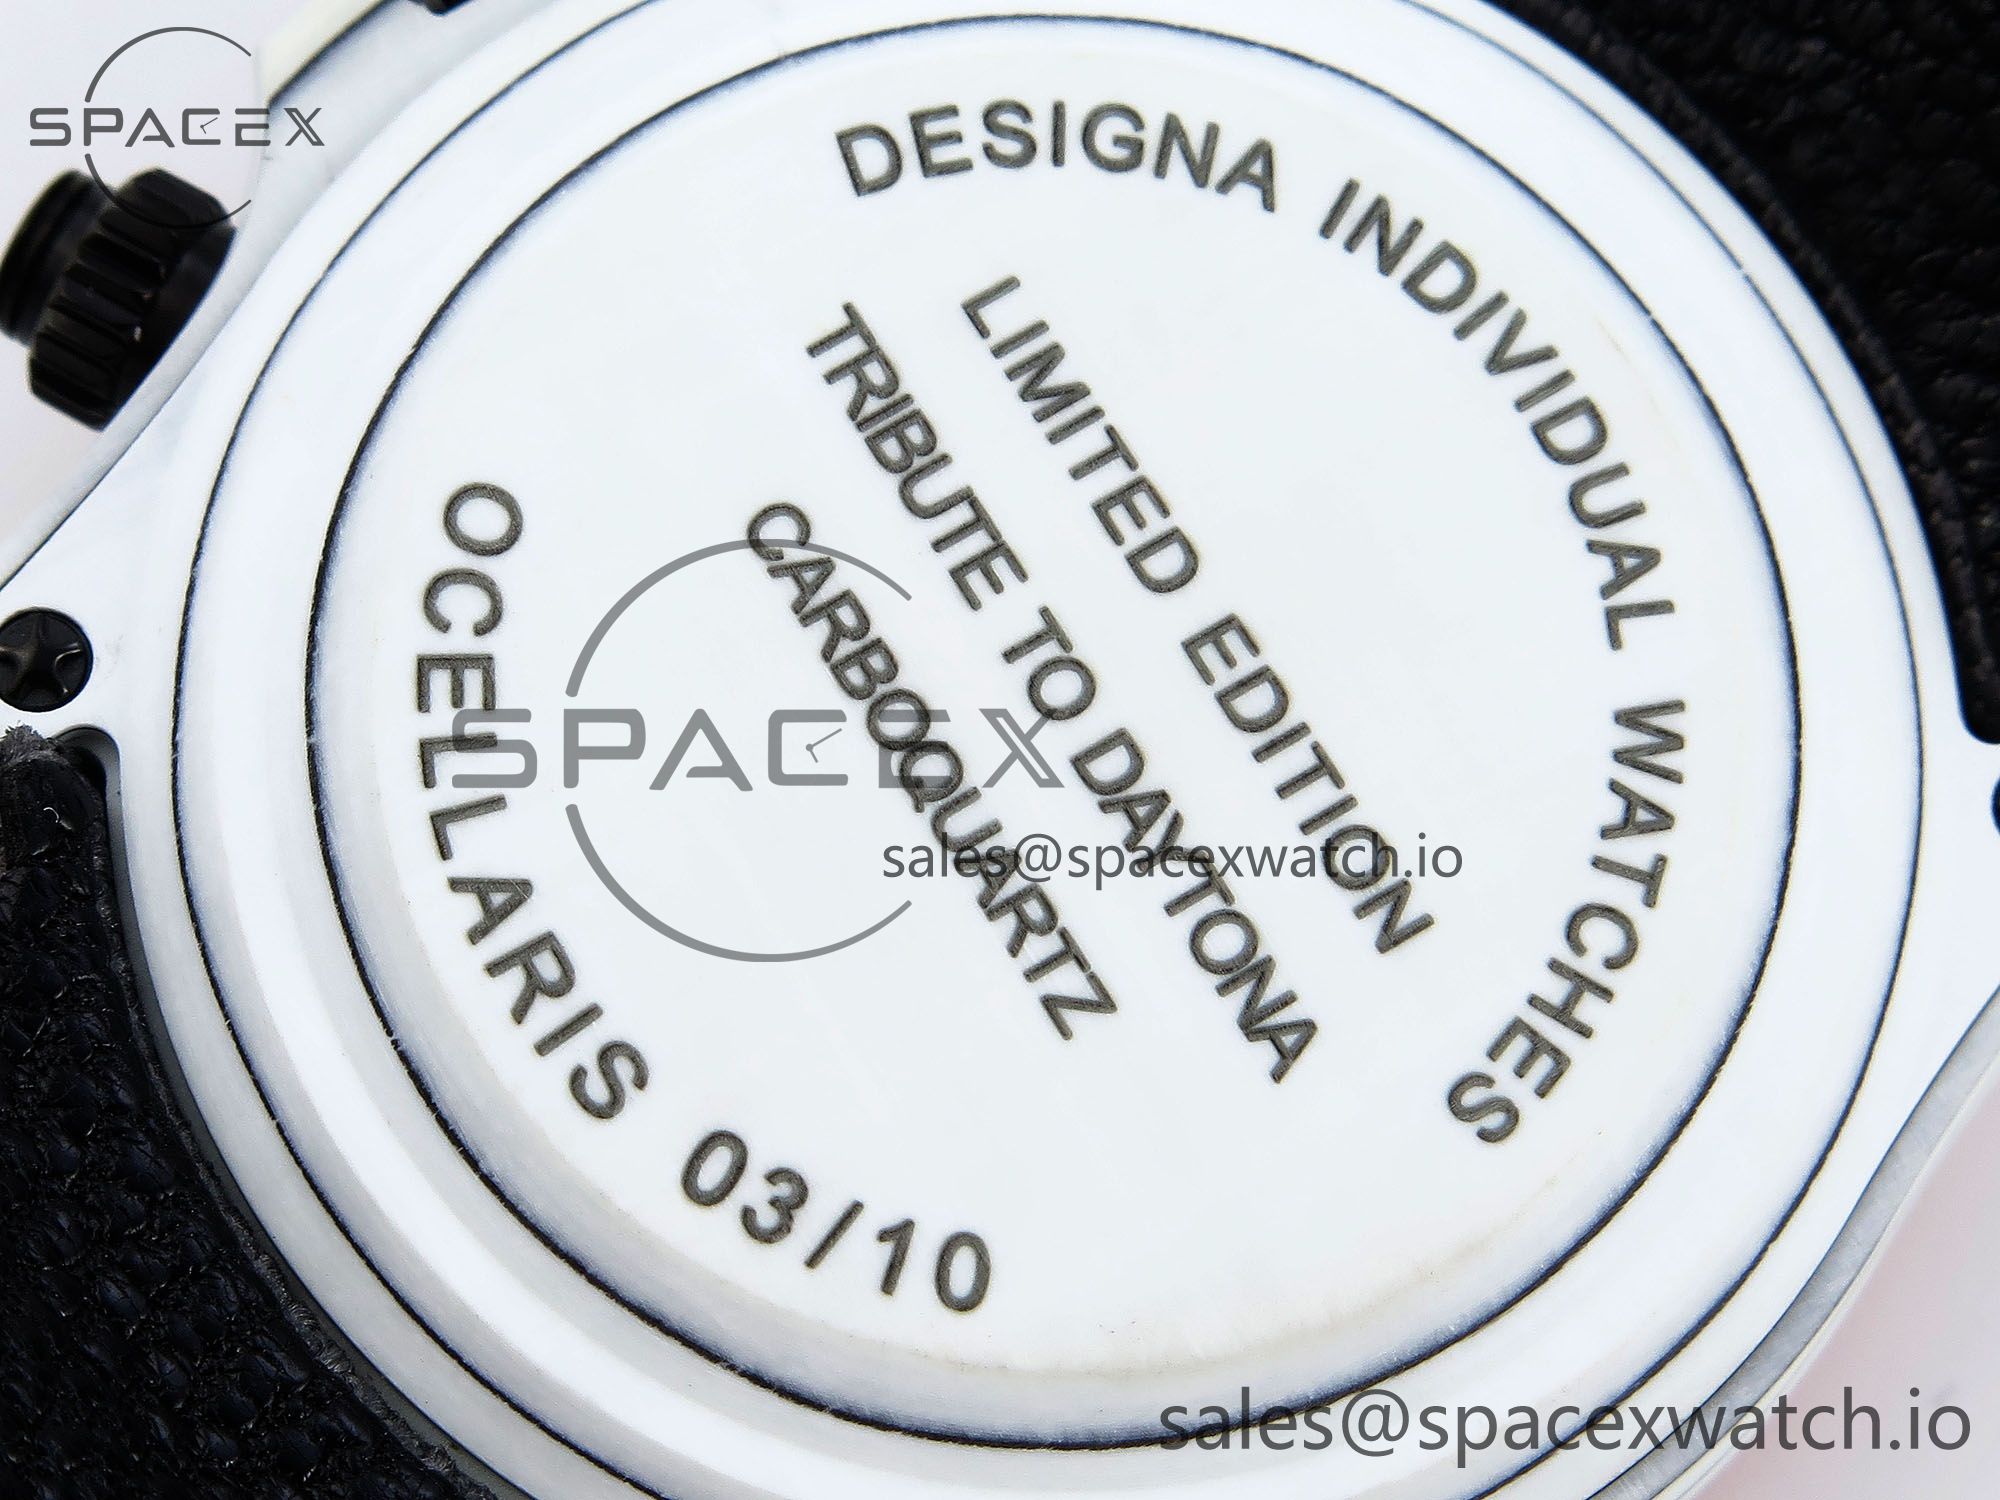 SPACEX
DESIGNA INDIVIDUAL WATCHES
LIMITED EDITION
TRIBUTE TO DAYTONA
CARBOQUARTZ
OCELLARIS 03/10
SPACEX
sales@spacexwatch.io
sales@spacexwatch.io